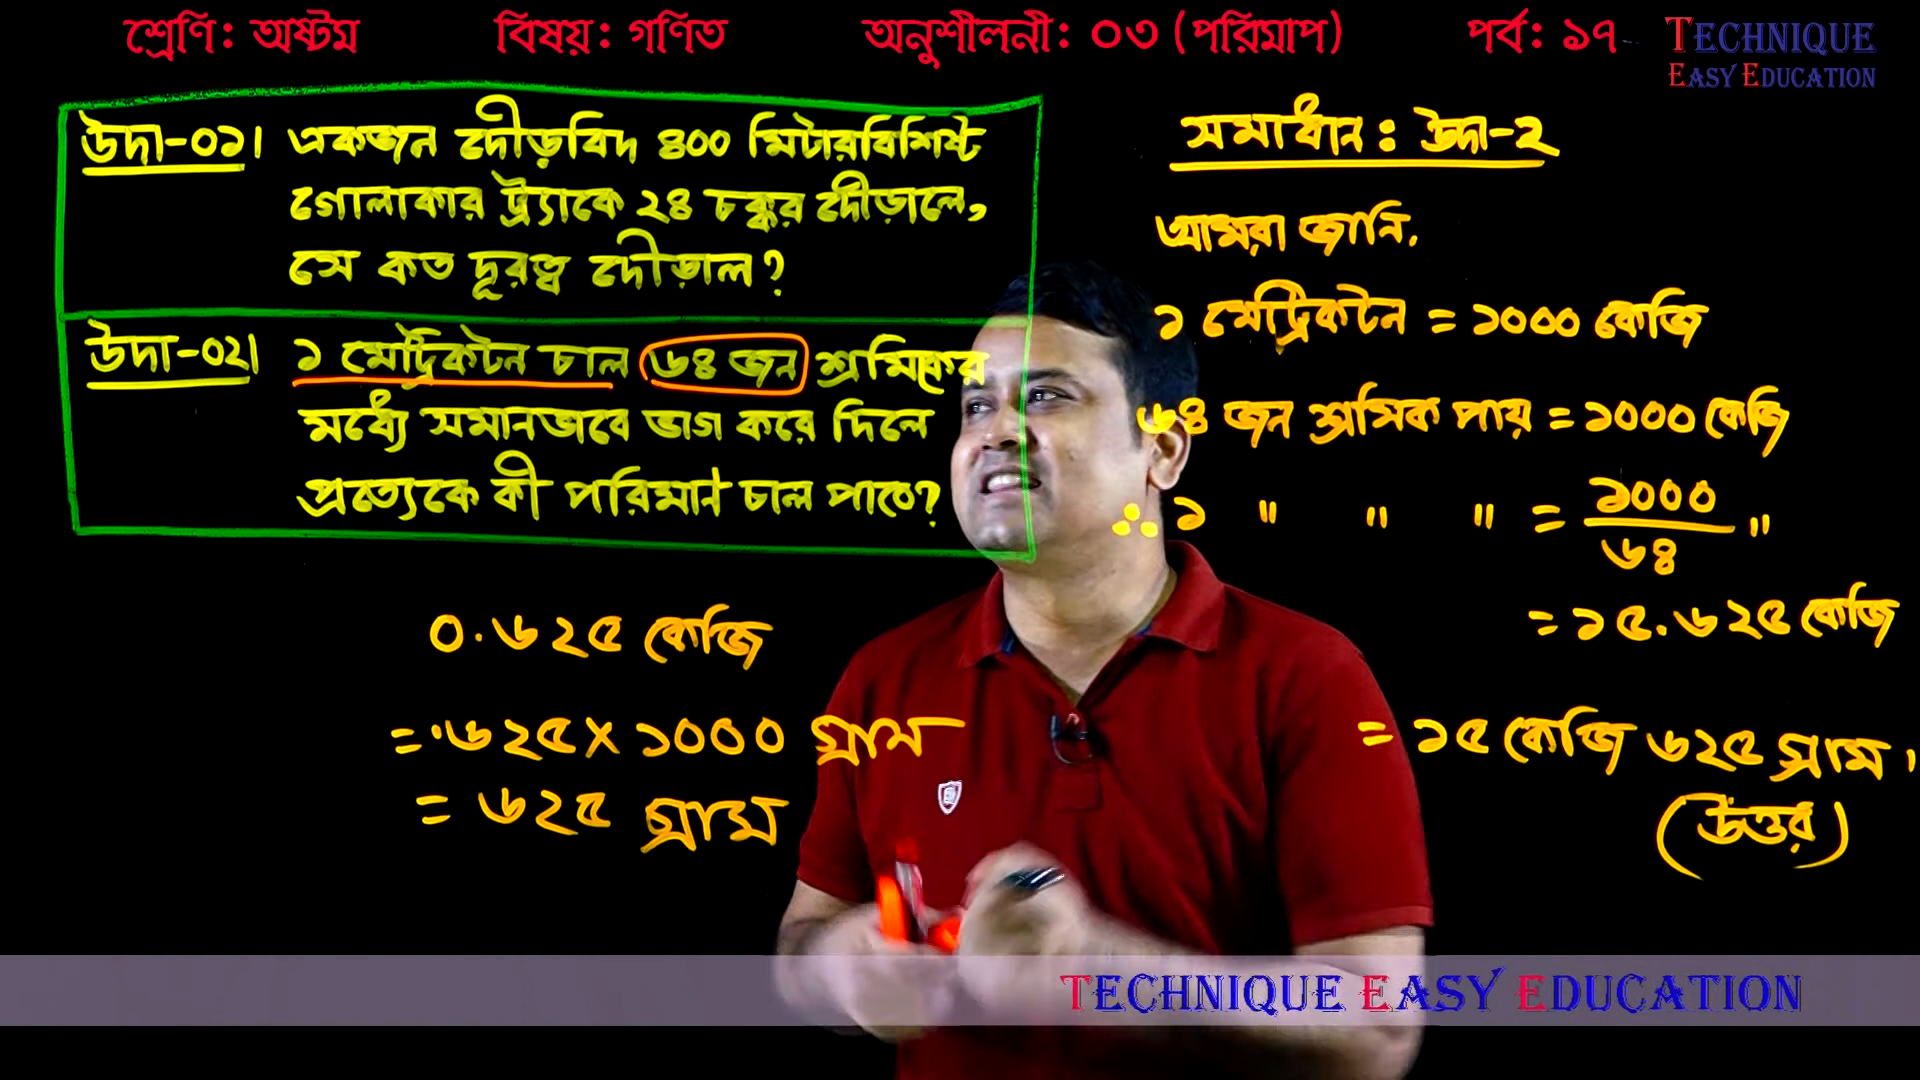 শ্রেণি: অষ্টম বিষয়: গণিত অনুশীলনী: ০৩ (পরিমাপ) পর্ব: ১৭
TECHNIQUE
EASY EDUCATION
উদা-০১। একজন দৌড়বিদ ৪০০ মিটারবিশিষ্ট
গোলাকার ট্র্যাকে ২৪ চক্কর দৌড়ালে,
সে কত দূরত্ব দৌড়াল?
উদা-০২। ১ মেট্রিকটন চাল ৬৪ জন শ্রমিকের
মধ্যে সমানভাবে ভাগ করে দিলে
প্রত্যেকে কী পরিমাণ চাল পাবে?
০.৬২৫ কেজি
= .৬২৫ X ১০০০ গ্রাম
= ৬২৫ গ্রাম
সমাধান: উদা-২
আমরা জানি,
১ মেট্রিকটন = ১০০০ কেজি
৬৪ জন শ্রমিক পায় = ১০০০ কেজি
∴ ১ " " " = ১০০০/৬৪ "
= ১৫.৬২৫ কেজি
= ১৫ কেজি ৬২৫ গ্রাম।
(উত্তর)
TECHNIQUE EASY EDUCATION